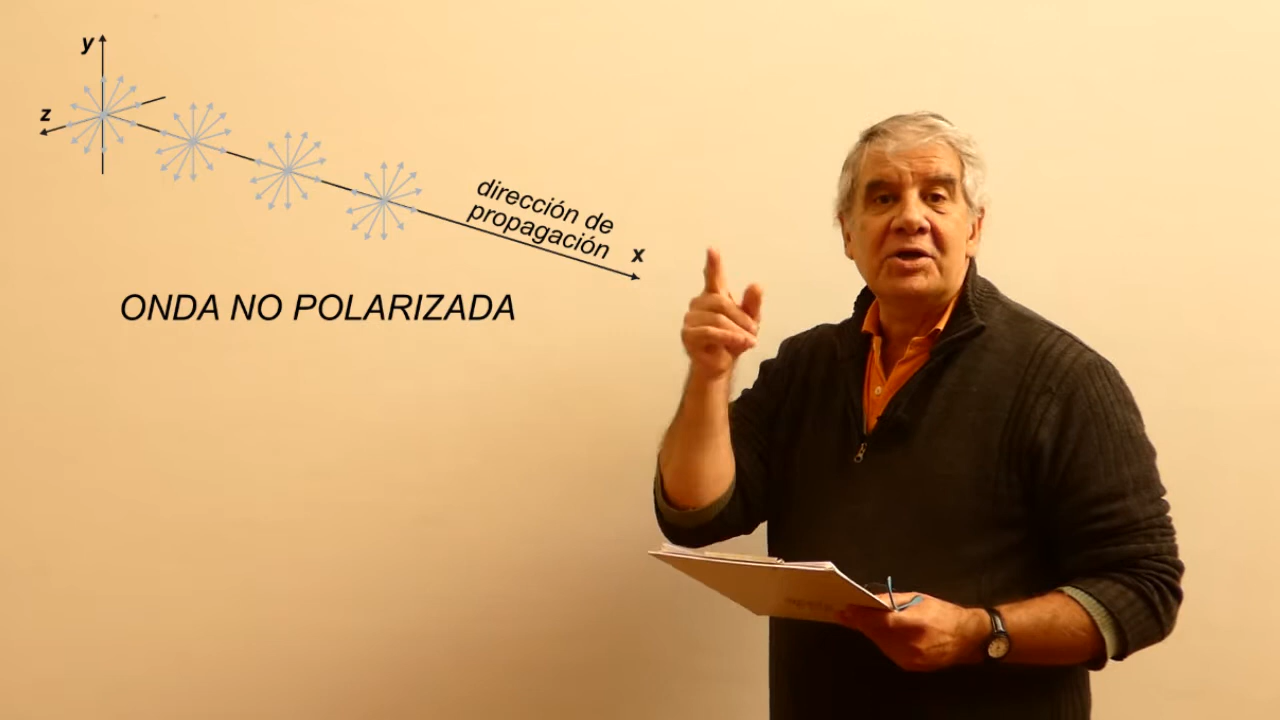 y
z
dirección de
propagación
x
ONDA NO POLARIZADA